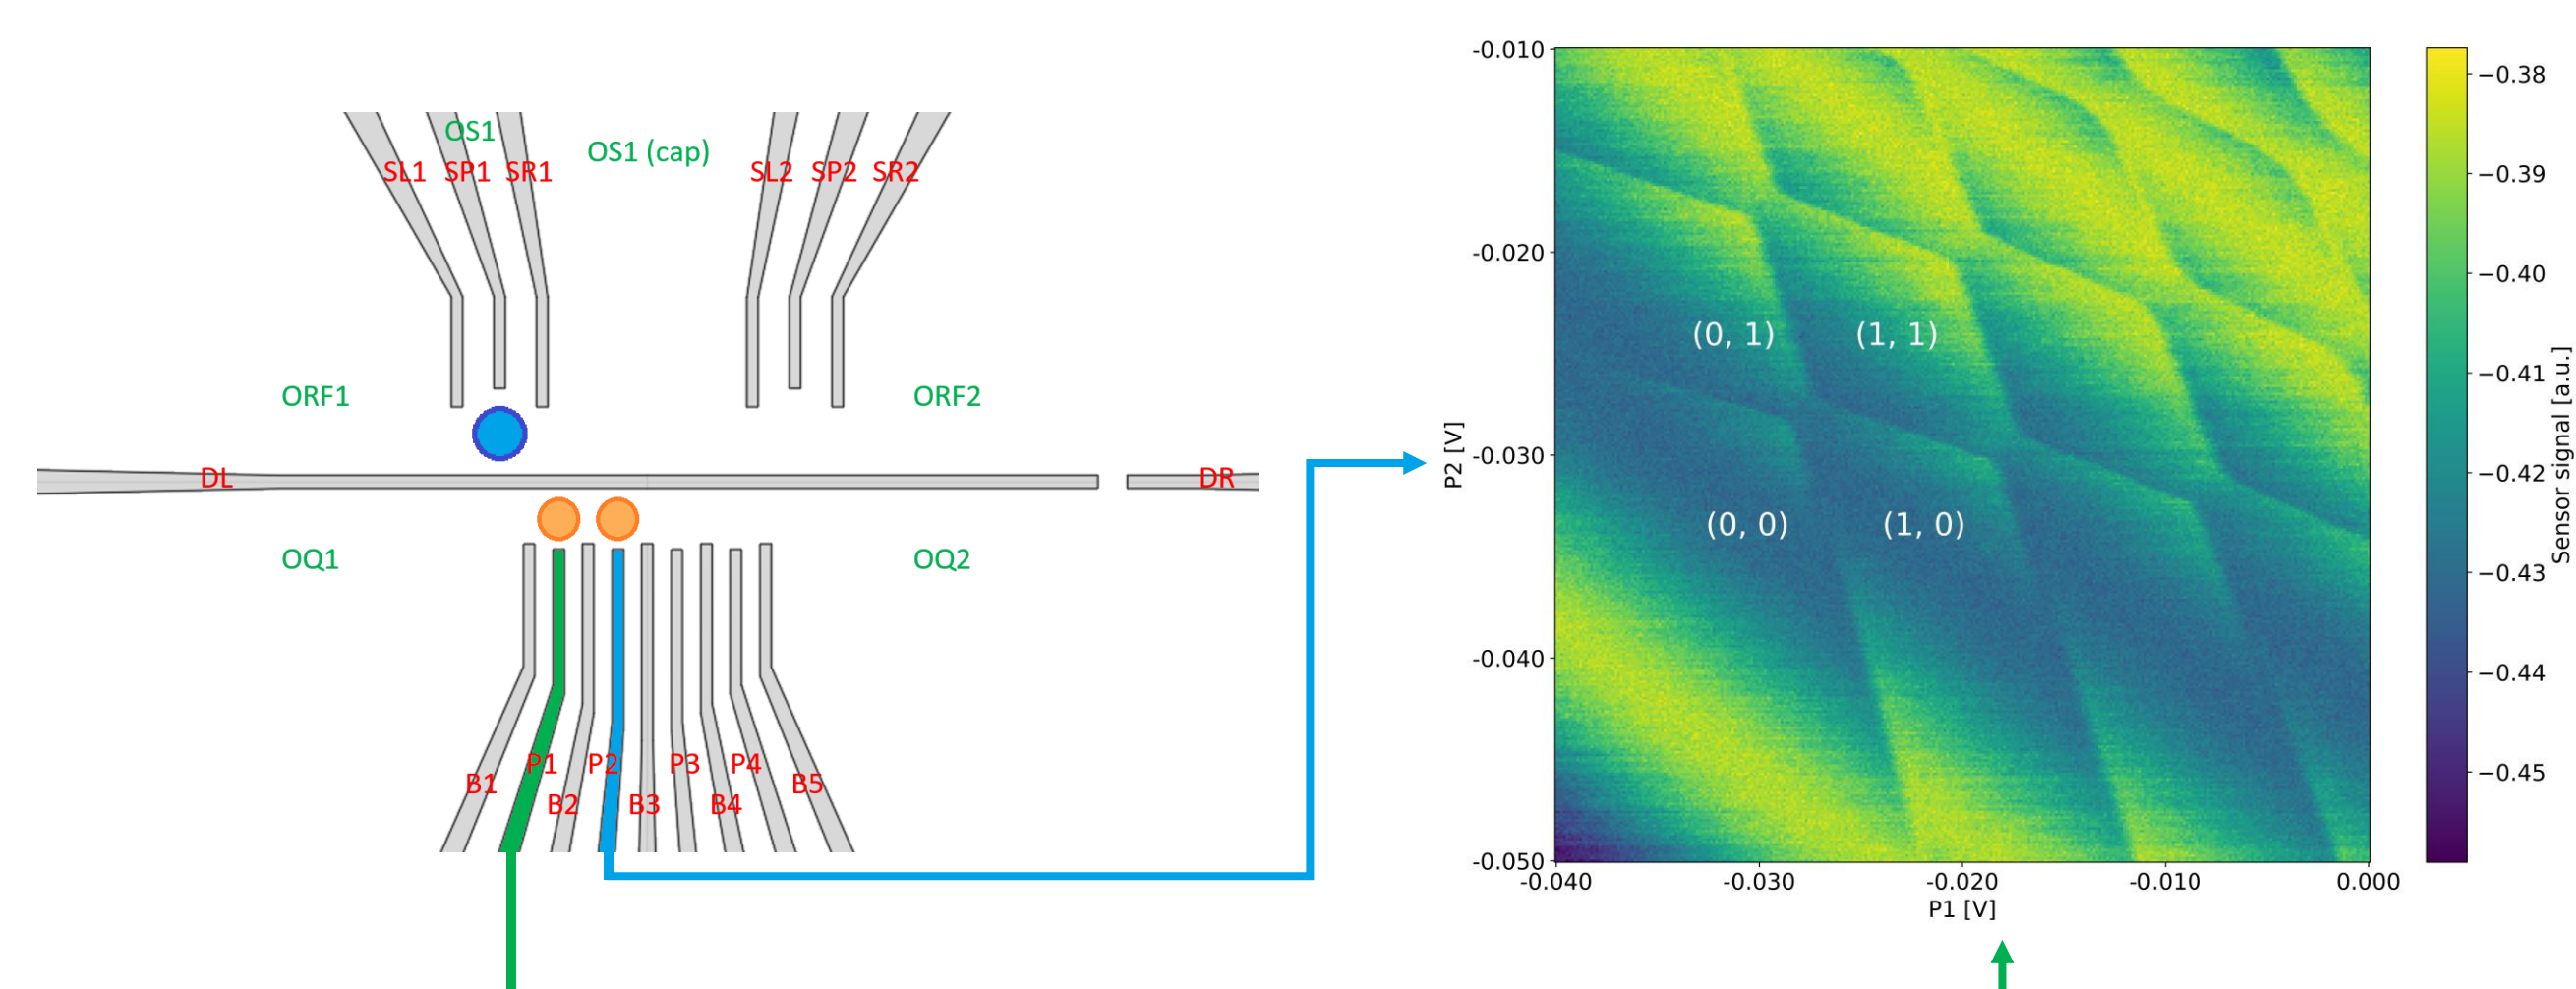 OS1
OS1 (cap)
SL1 SP1 SR1
SL2 SP2 SR2
ORF1
ORF2
DL
DR
OQ1
OQ2
P1 P2 P3 P4
B1 B2 B3 B4 B5
-0.010
-0.020
-0.030
-0.040
-0.050
P2 [V]
(0, 1) (1, 1)
(0, 0) (1, 0)
-0.040 -0.030 -0.020 -0.010 0.000
P1 [V]
−0.38
−0.39
−0.40
−0.41
−0.42
−0.43
−0.44
−0.45
Sensor signal [a.u.]